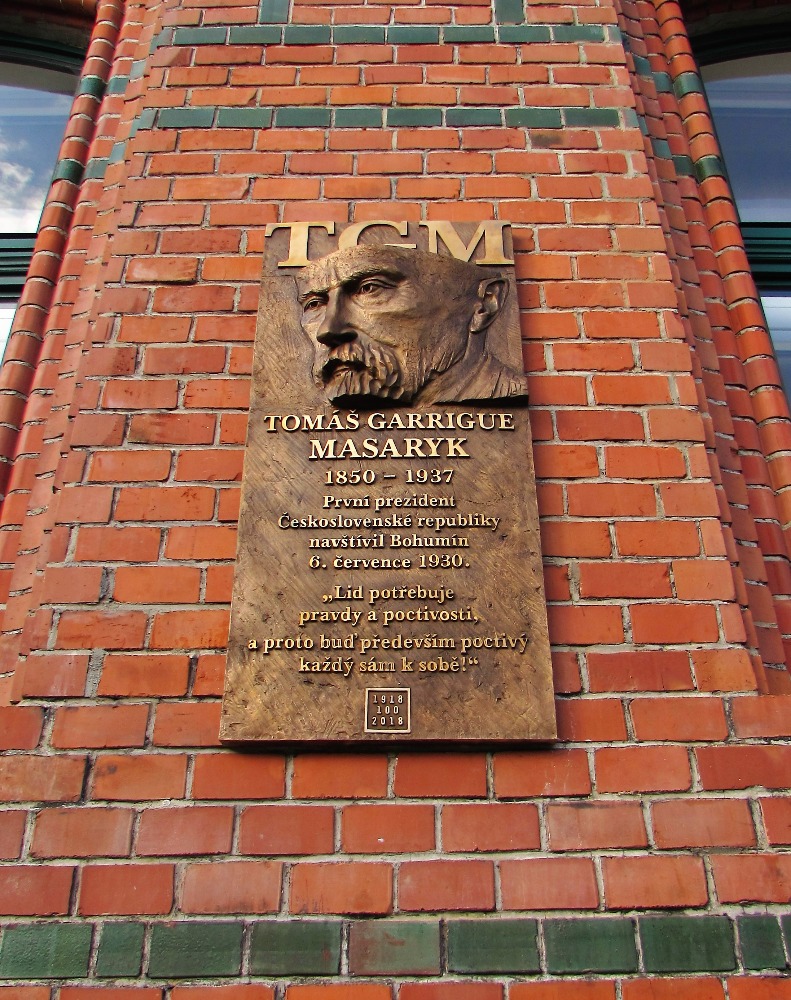 TGM
TOMÁŠ GARRIGUE
MASARYK
1850 – 1937
První prezident
Československé republiky
navštívil Bohumín
6. července 1930.
„Lid potřebuje
pravdy a poctivosti,
a proto buď především poctivý
každý sám k sobě!“
1918
100
2018